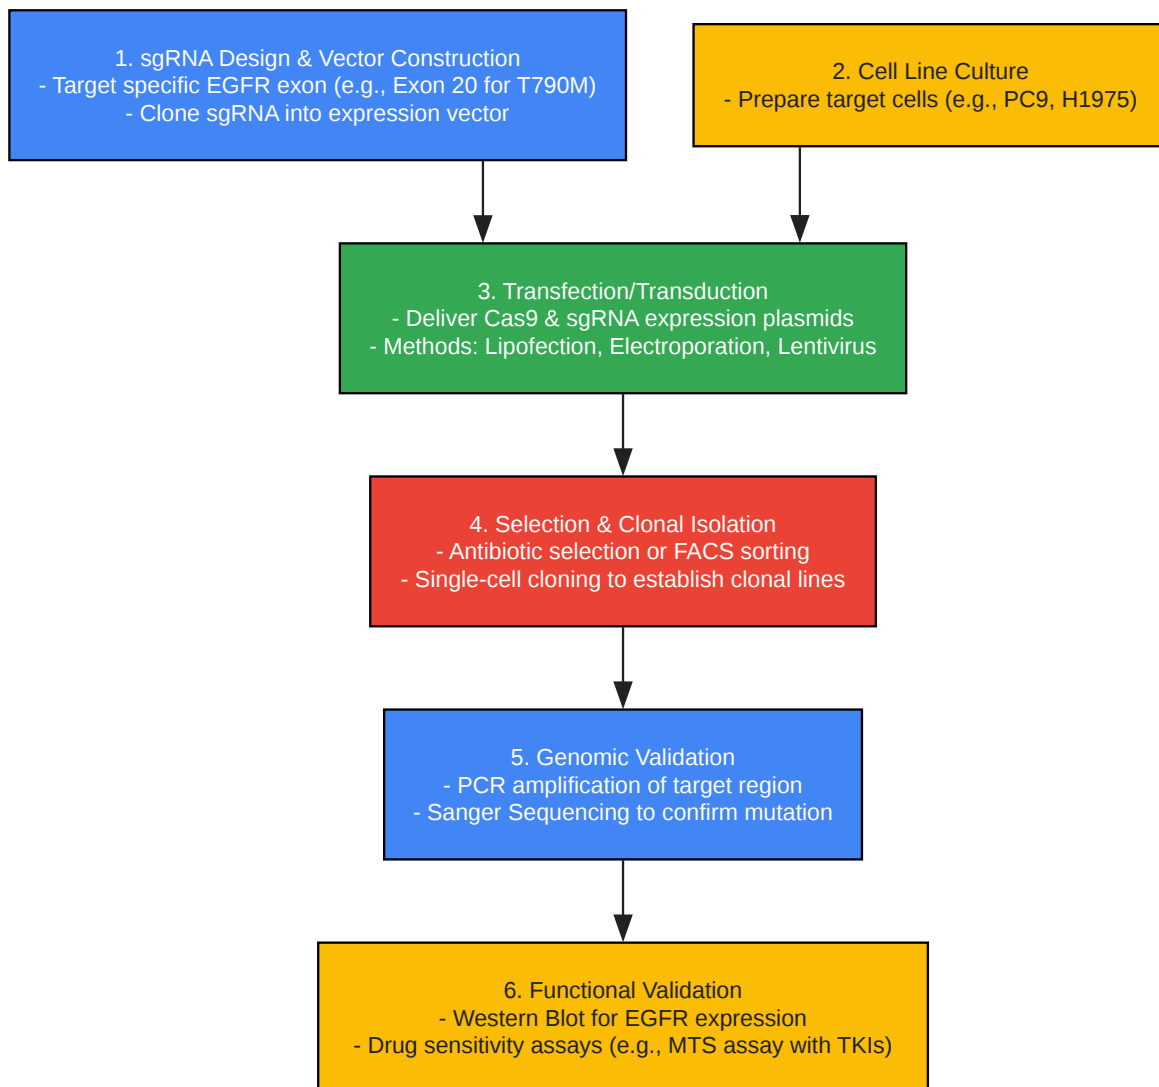 1. sgRNA Design & Vector Construction
- Target specific EGFR exon (e.g., Exon 20 for T790M)
- Clone sgRNA into expression vector
2. Cell Line Culture
- Prepare target cells (e.g., PC9, H1975)
3. Transfection/Transduction
- Deliver Cas9 & sgRNA expression plasmids
- Methods: Lipofection, Electroporation, Lentivirus
4. Selection & Clonal Isolation
- Antibiotic selection or FACS sorting
- Single-cell cloning to establish clonal lines
5. Genomic Validation
- PCR amplification of target region
- Sanger Sequencing to confirm mutation
6. Functional Validation
- Western Blot for EGFR expression
- Drug sensitivity assays (e.g., MTS assay with TKIs)